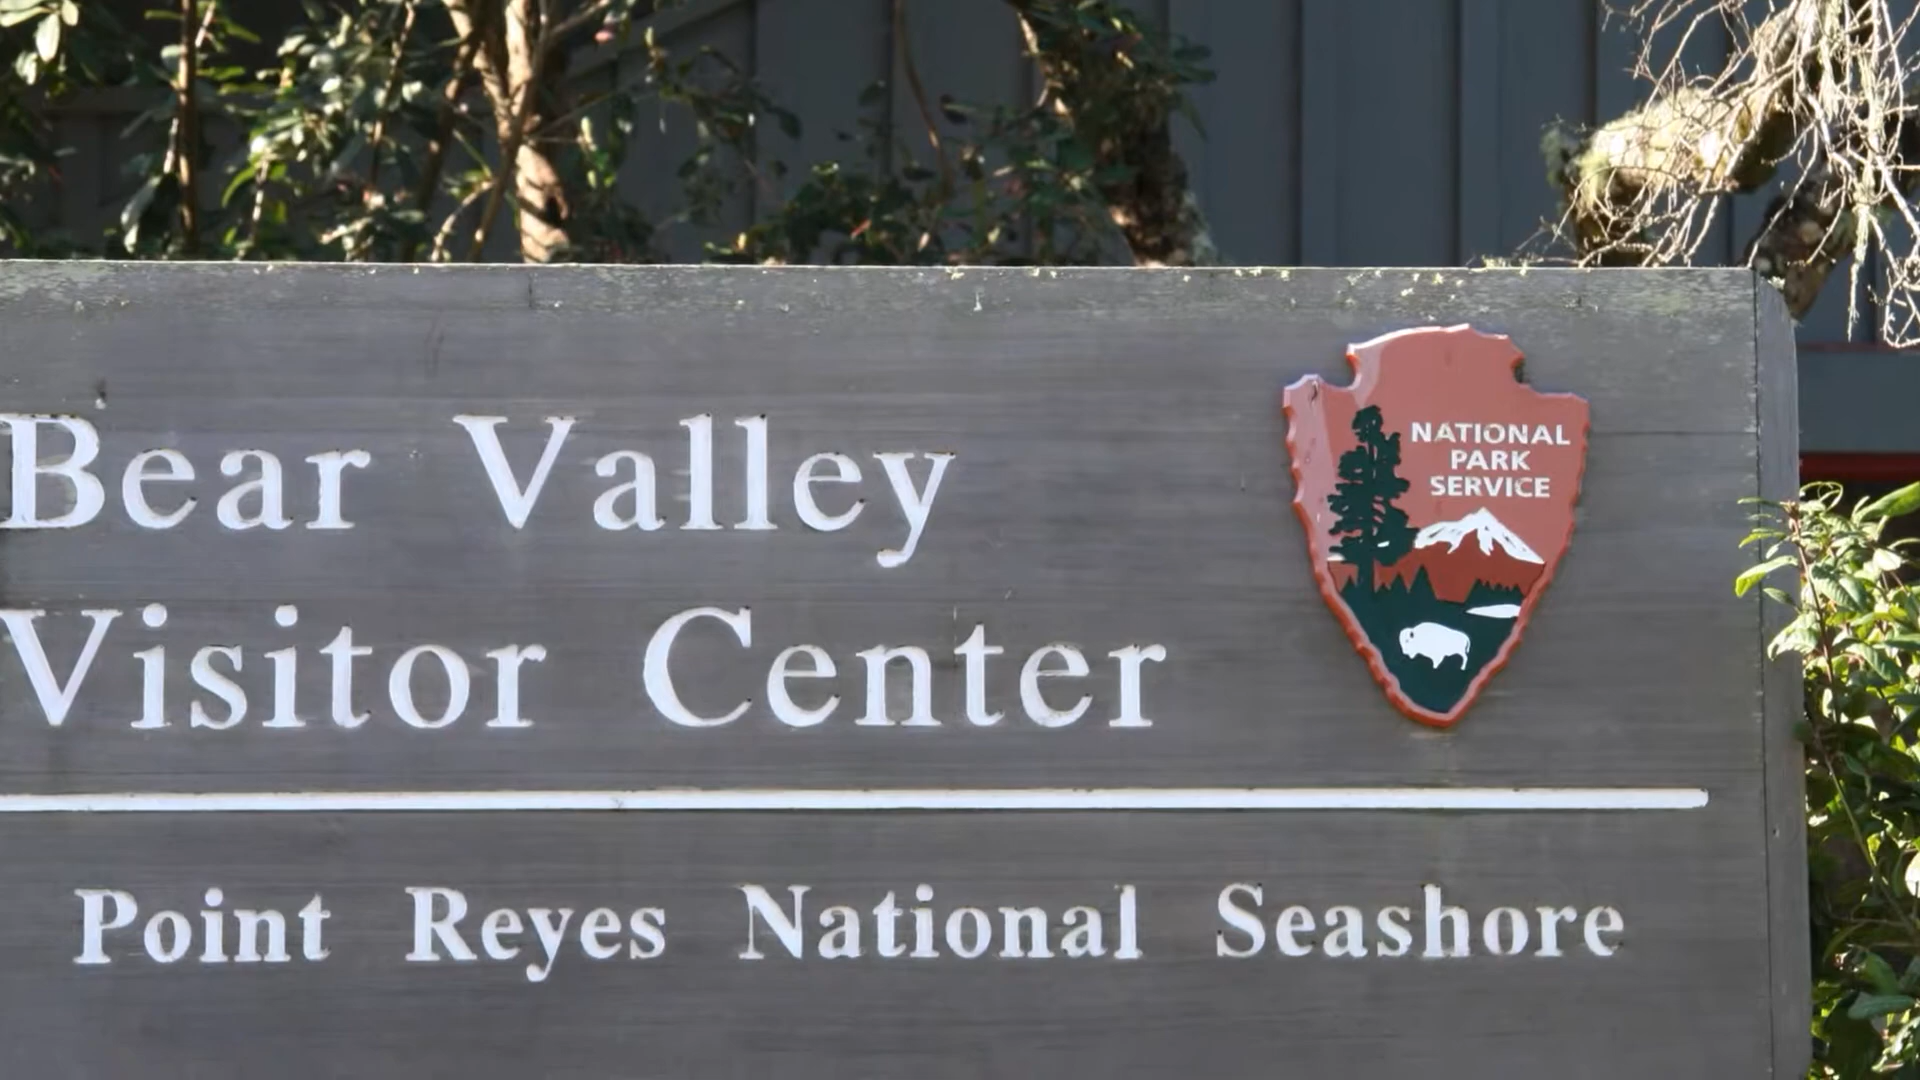 Bear Valley
Visitor Center
Point Reyes National Seashore
NATIONAL
PARK
SERVICE